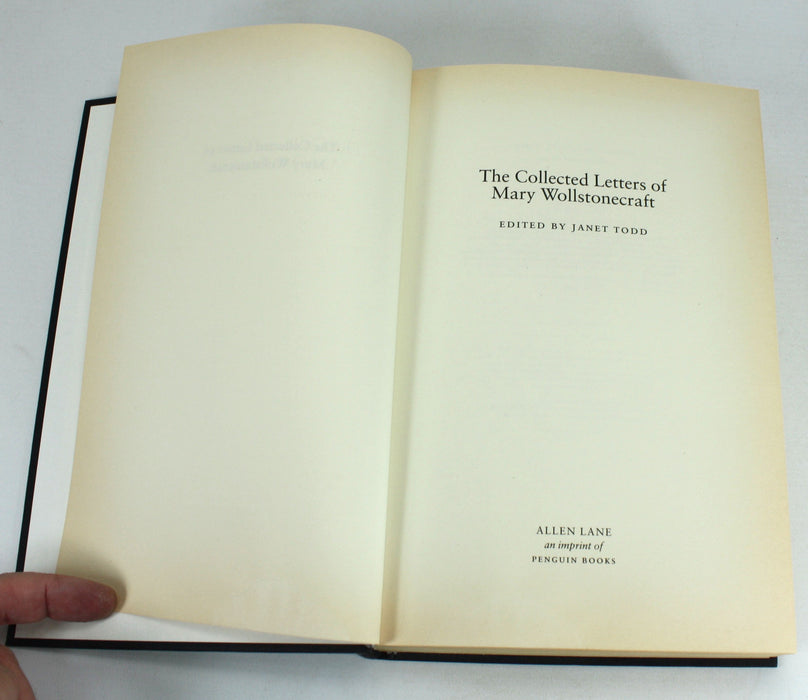 The Collected Letters of
Mary Wollstonecraft
EDITED BY JANET TODD
ALLEN LANE
an imprint of
PENGUIN BOOKS